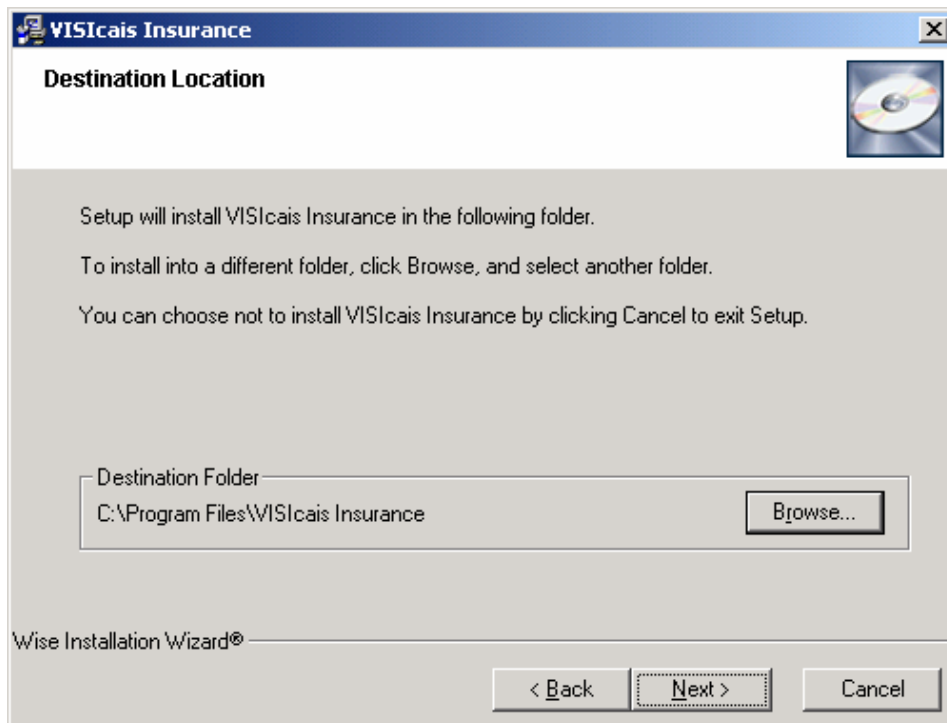 VISIcais Insurance
Destination Location
Setup will install VISIcais Insurance in the following folder.
To install into a different folder, click Browse, and select another folder.
You can choose not to install VISIcais Insurance by clicking Cancel to exit Setup.
Destination Folder
C:\Program Files\VISIcais Insurance
Browse...
Wise Installation Wizard®
< Back
Next >
Cancel